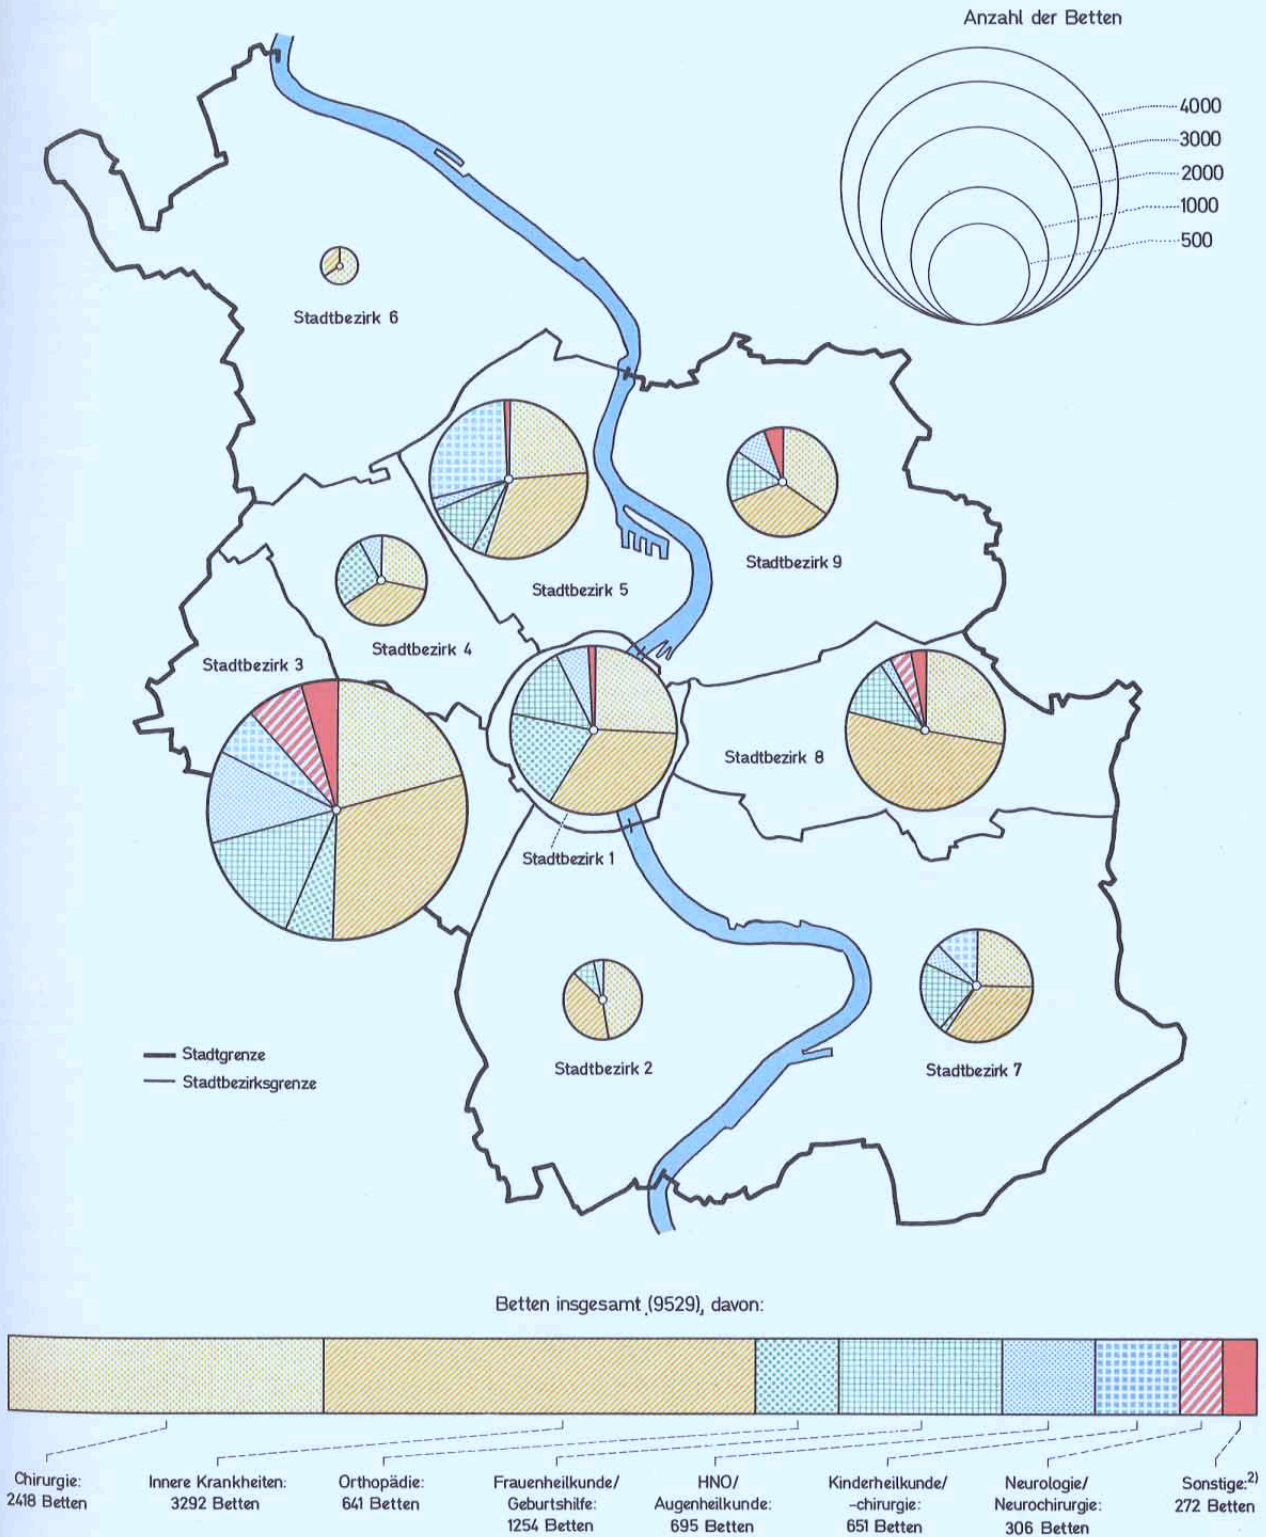 Anzahl der Betten
4000
3000
2000
1000
500
Stadtbezirk 6
Stadtbezirk 9
Stadtbezirk 5
Stadtbezirk 4
Stadtbezirk 3
Stadtbezirk 8
Stadtbezirk 1
Stadtbezirk 2
Stadtbezirk 7
Stadtgrenze
Stadtbezirksgrenze
Betten insgesamt (9529), davon:
Chirurgie:
2418 Betten
Innere Krankheiten:
3292 Betten
Orthopädie:
641 Betten
Frauenheilkunde/
Geburtshilfe:
1254 Betten
HNO/
Augenheilkunde:
695 Betten
Kinderheilkunde/
-chirurgie:
651 Betten
Neurologie/
Neurochirurgie:
306 Betten
Sonstige:2)
272 Betten